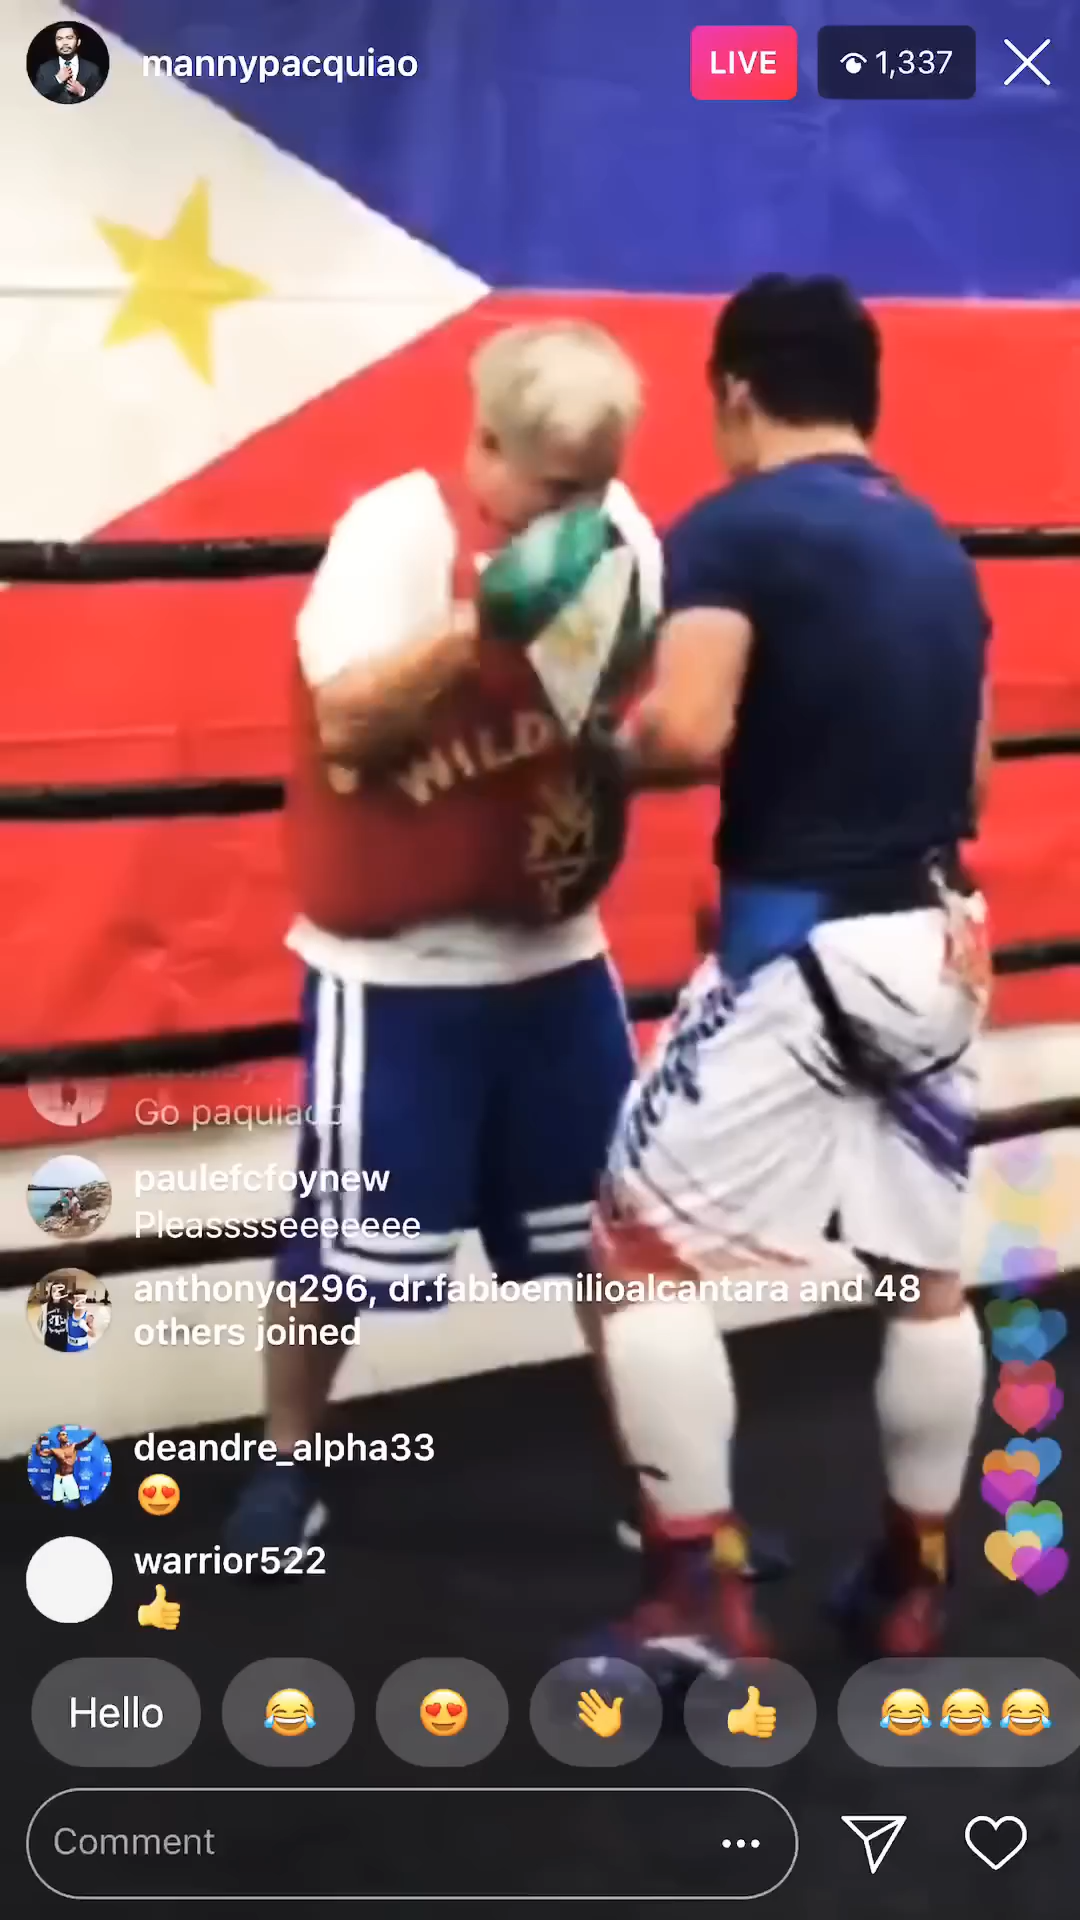 mannypacquiao
LIVE
1,337
WILD
Go paquiao
paulefcfoynew
Pleasssseeeeeee
anthonyq296, dr.fabioemilioalcantara and 48
others joined
deandre_alpha33
😍
warrior522
👍
Hello 😂 😍 👋 👍 😂😂😂
Comment